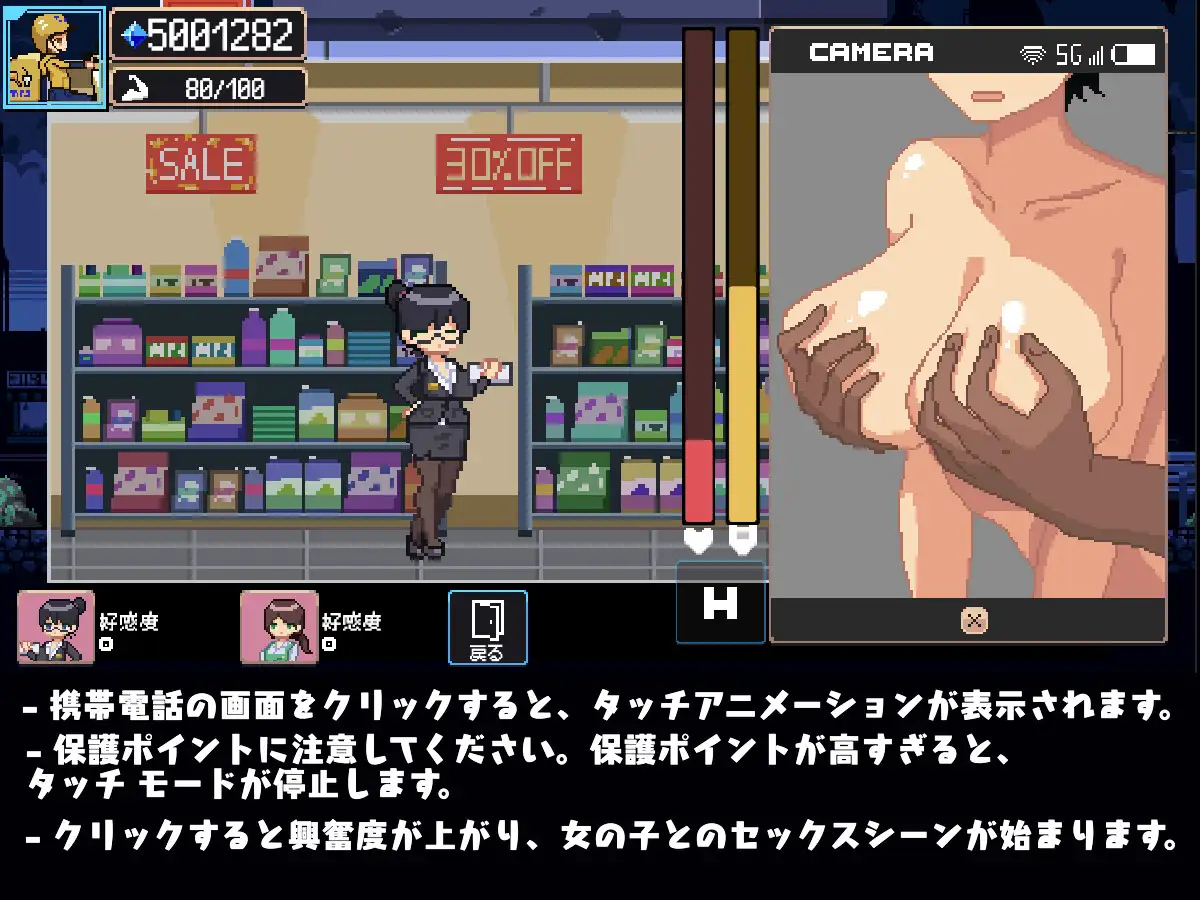 5001282
80/100
CAMERA
5G
SALE
30%OFF
好感度
0
好感度
0
戻る
H
- 携帯電話の画面をクリックすると、タッチアニメーションが表示されます。
- 保護ポイントに注意してください。保護ポイントが高すぎると、
タッチ モードが停止します。
- クリックすると興奮度が上がり、女の子とのセックスシーンが始まります。